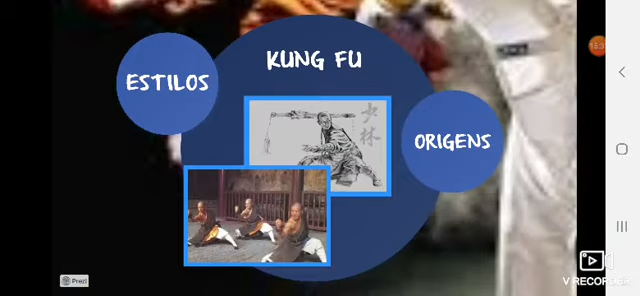 KUNG FU
ESTILOS
少
林
ORIGENS
Prezi
V RECORDER